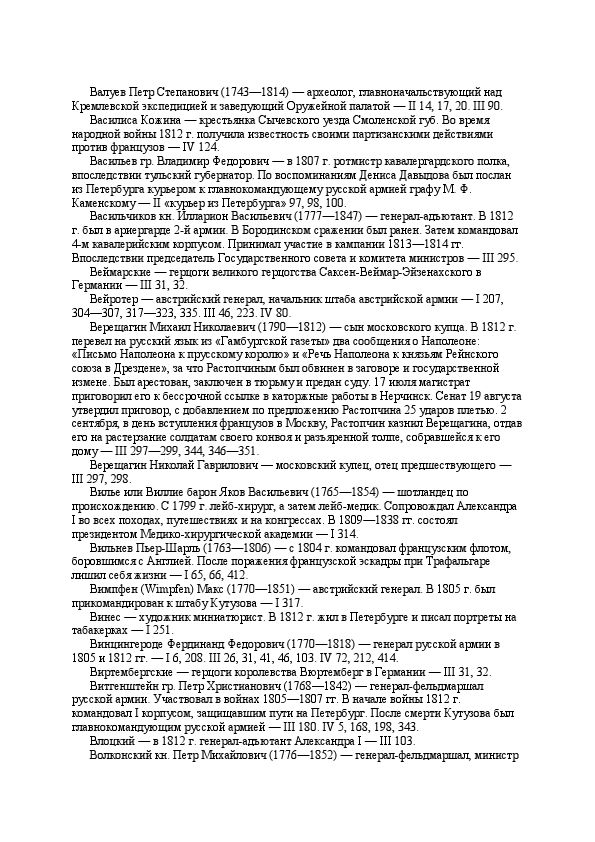 Валуев Петр Степанович (1743—1814) — археолог, главноначальствующий над
Кремлевской экспедицией и заведующий Оружейной палатой — II 14, 17, 20. III 90.
Василиса Кожина — крестьянка Сычевского уезда Смоленской губ. Во время
народной войны 1812 г. получила известность своими партизанскими действиями
против французов — IV 124.
Васильев гр. Владимир Федорович — в 1807 г. ротмистр кавалергардского полка,
впоследствии тульский губернатор. По воспоминаниям Дениса Давыдова был послан
из Петербурга курьером к главнокомандующему русской армией графу М. Ф.
Каменскому — II «курьер из Петербурга» 97, 98, 100.
Васильчиков кн. Илларион Васильевич (1777—1847) — генерал-адъютант. В 1812
г. был в ариергарде 2-й армии. В Бородинском сражении был ранен. Затем командовал
4-м кавалерийским корпусом. Принимал участие в кампании 1813—1814 гг.
Впоследствии председатель Государственного совета и комитета министров — III 295.
Веймарские — герцоги великого герцогства Саксен-Веймар-Эйзенахского в
Германии — III 31, 32.
Вейротер — австрийский генерал, начальник штаба австрийской армии — I 207,
304—307, 317—323, 335. III 46, 223. IV 80.
Верещагин Михаил Николаевич (1790—1812) — сын московского купца. В 1812 г.
перевел на русский язык из «Гамбургской газеты» два сообщения о Наполеоне:
«Письмо Наполеона к прусскому королю» и «Речь Наполеона к князьям Рейнского
союза в Дрездене», за что Растопчиным был обвинен в заговоре и государственной
измене. Был арестован, заключен в тюрьму и предан суду. 17 июля магистрат
приговорил его к бессрочной ссылке в каторжные работы в Нерчинск. Сенат 19 августа
утвердил приговор, с добавлением по предложению Растопчина 25 ударов плетью. 2
сентября, в день вступления французов в Москву, Растопчин казнил Верещагина, отдав
его на растерзание солдатам своего конвоя и разъяренной толпе, собравшейся к его
дому — III 297—299, 344, 346—351.
Верещагин Николай Гаврилович — московский купец, отец предшествующего —
III 297, 298.
Вилье или Виллие барон Яков Васильевич (1765—1854) — шотландец по
происхождению. С 1799 г. лейб-хирург, а затем лейб-медик. Сопровождал Александра
I во всех походах, путешествиях и на конгрессах. В 1809—1838 гг. состоял
президентом Медико-хирургической академии — I 314.
Вильнев Пьер-Шарль (1763—1806) — с 1804 г. командовал французским флотом,
боровшимся с Англией. После поражения французской эскадры при Трафальгаре
лишил себя жизни — I 65, 66, 412.
Вимпфен (Wimpfen) Макс (1770—1851) — австрийский генерал. В 1805 г. был
прикомандирован к штабу Кутузова — I 317.
Винес — художник миниатюрист. В 1812 г. жил в Петербурге и писал портреты на
табакерках — I 251.
Винцингероде Фердинанд Федорович (1770—1818) — генерал русской армии в
1805 и 1812 гг. — I 6, 208. III 26, 31, 41, 46, 103. IV 72, 212, 414.
Виртембергские — герцоги королевства Вюртемберг в Германии — III 31, 32.
Витгенштейн гр. Петр Христианович (1768—1842) — генерал-фельдмаршал
русской армии. Участвовал в войнах 1805—1807 гг. В начале войны 1812 г.
командовал I корпусом, защищавшим пути на Петербург. После смерти Кутузова был
главнокомандующим русской армией — III 180. IV 5, 168, 198, 343.
Влоцкий — в 1812 г. генерал-адъютант Александра I — III 103.
Волконский кн. Петр Михайлович (1776—1852) — генерал-фельдмаршал, министр